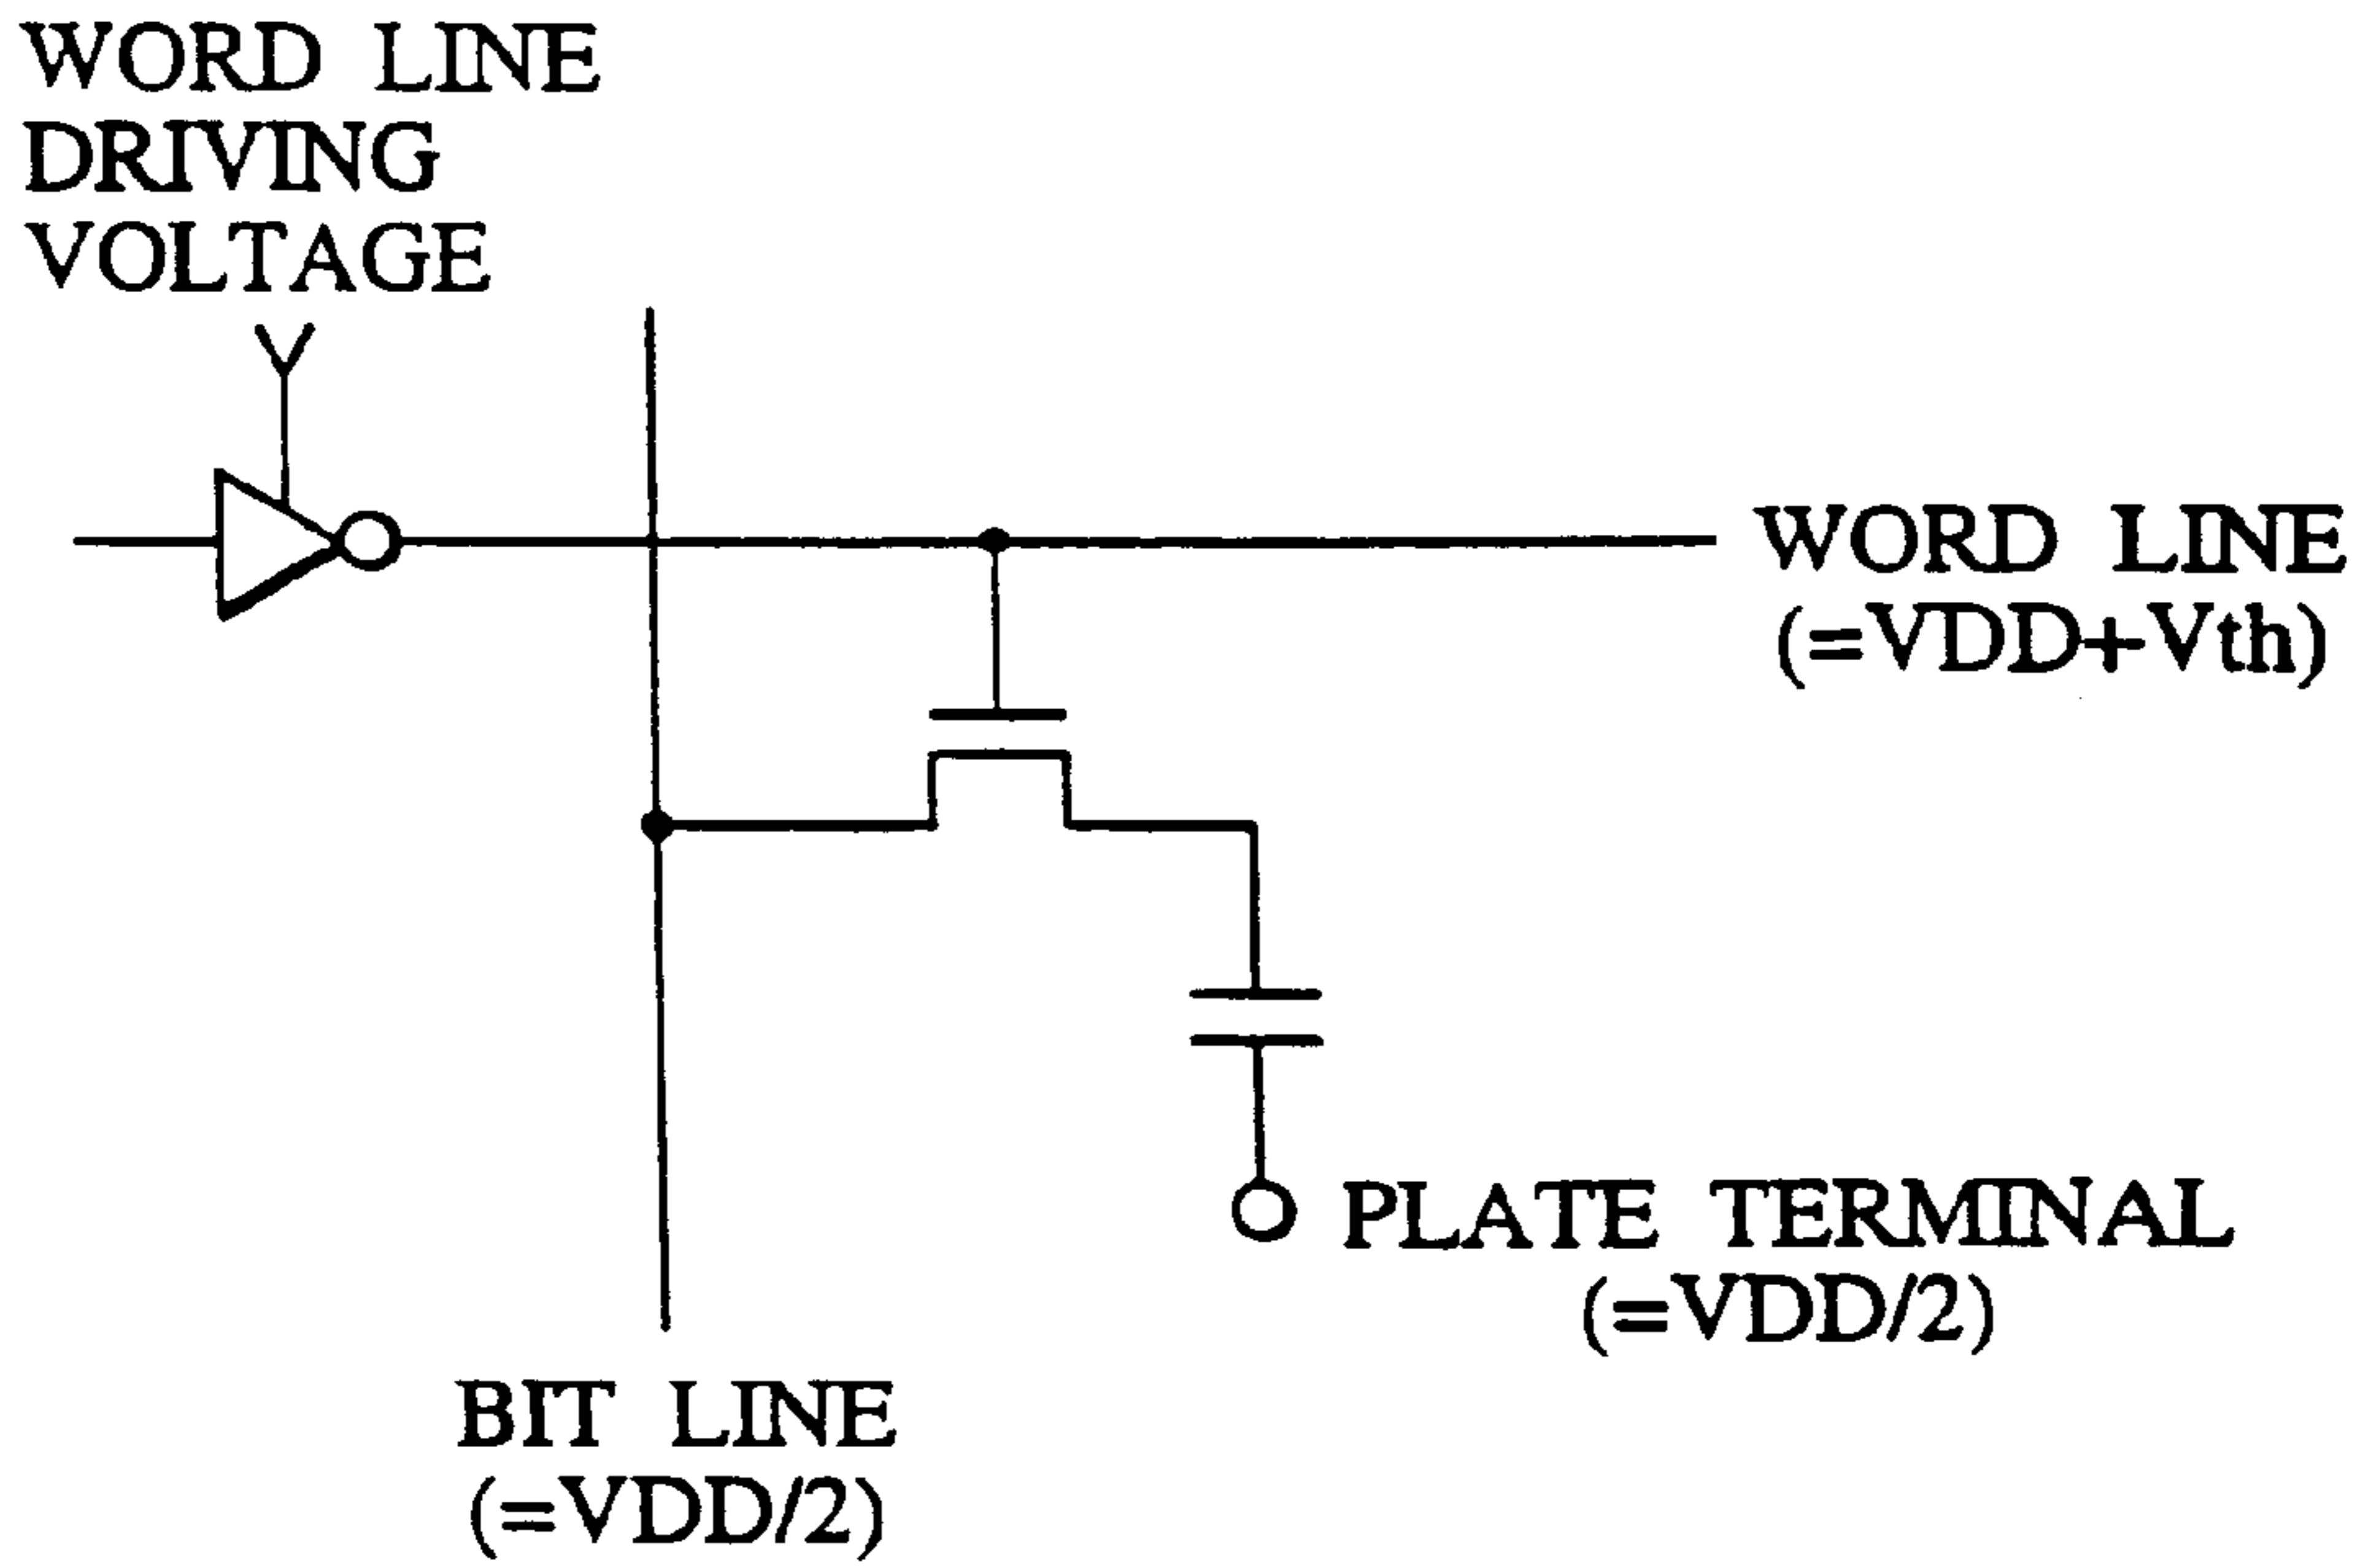 WORD LINE
DRIVING
VOLTAGE
WORD LINE
(=VDD+Vth)
PLATE TERMINAL
(=VDD/2)
BIT LINE
(=VDD/2)